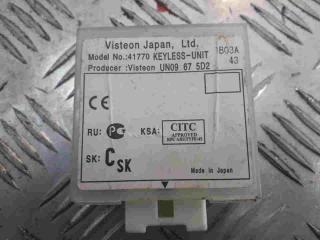 Visteon Japan, Ltd.
Model No.:41770 KEYLESS-UNIT
Producer :Visteon UN09 67 5D2
43
CE
RU:
KSA: CITC
APPROVED
SK: CSK
Made in Japan